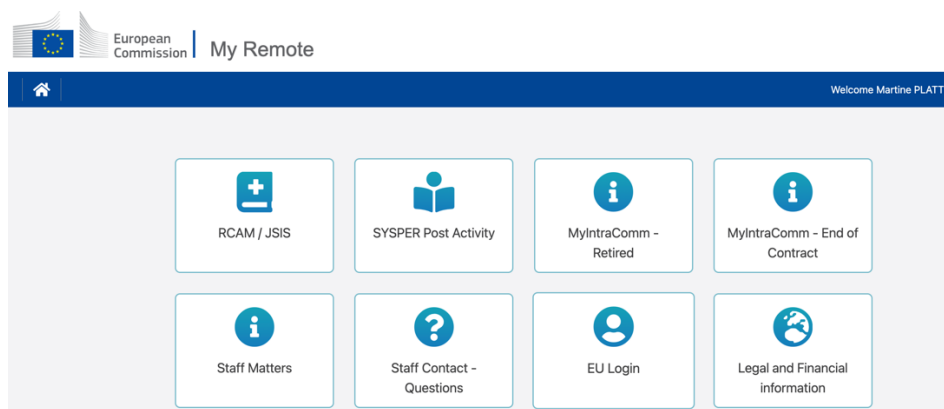 European
Commission
My Remote
Welcome Martine PLATT
RCAM / JSIS
SYSPER Post Activity
MyIntraComm -
Retired
MyIntraComm - End of
Contract
Staff Matters
Staff Contact -
Questions
EU Login
Legal and Financial
information